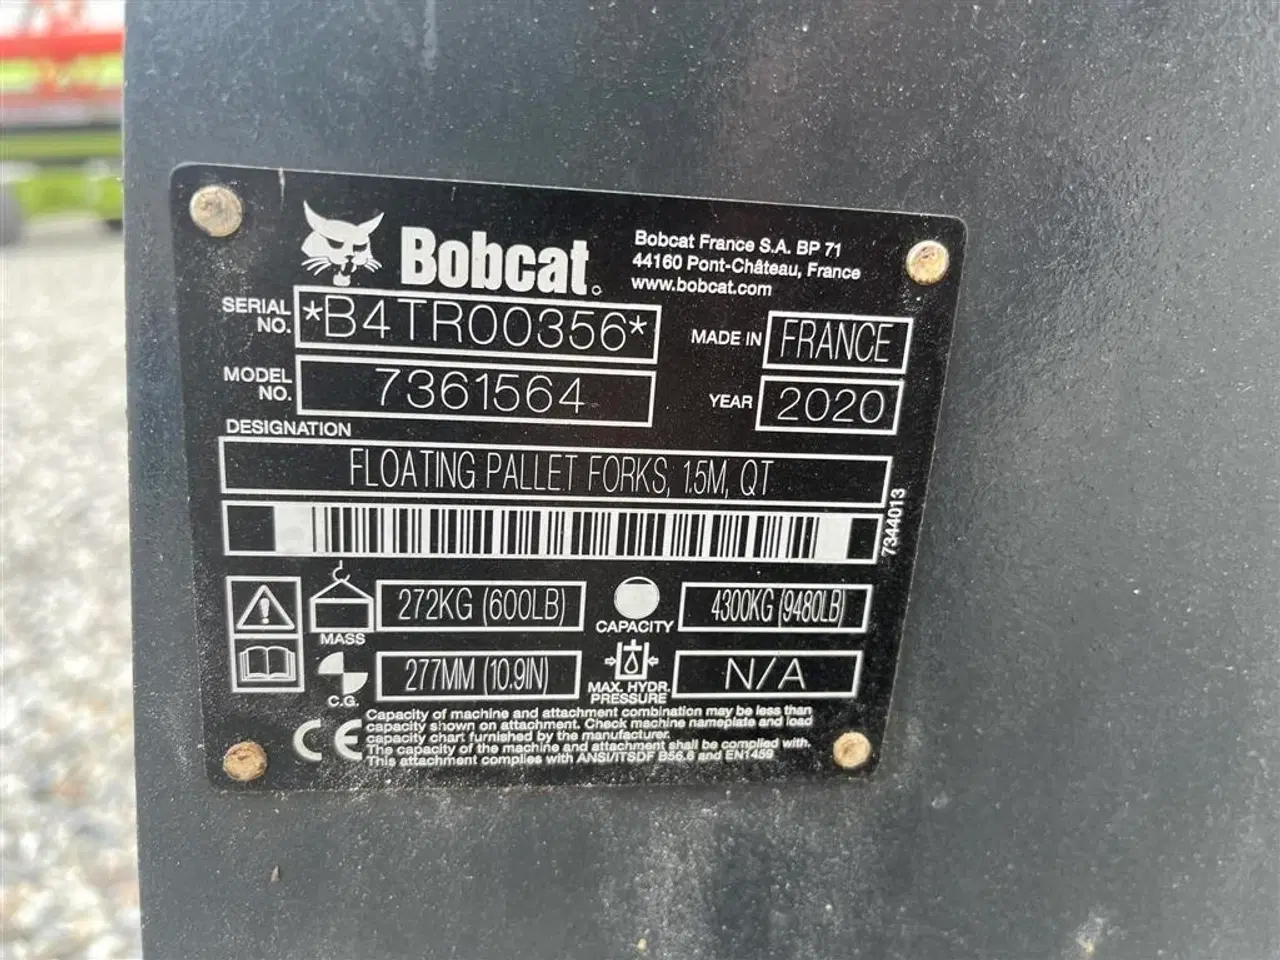 Bobcat
Bobcat France S.A. BP 71
44160 Pont-Château, France
www.bobcat.com
SERIAL NO. *B4TR00356*
MADE IN FRANCE
MODEL NO. 7361564
YEAR 2020
DESIGNATION
FLOATING PALLET FORKS, 1.5M, QT
7344013
MASS 272KG (600LB)
CAPACITY 4300KG (9480LB)
C.G. 277MM (10.9IN)
MAX. HYDR. PRESSURE N/A
CE
Capacity of machine and attachment combination may be less than
capacity shown on attachment. Check machine nameplate and load
capacity chart furnished by the manufacturer.
The capacity of the machine and attachment shall be complied with.
This attachment complies with ANSI/ITSDF B56.6 and EN1459